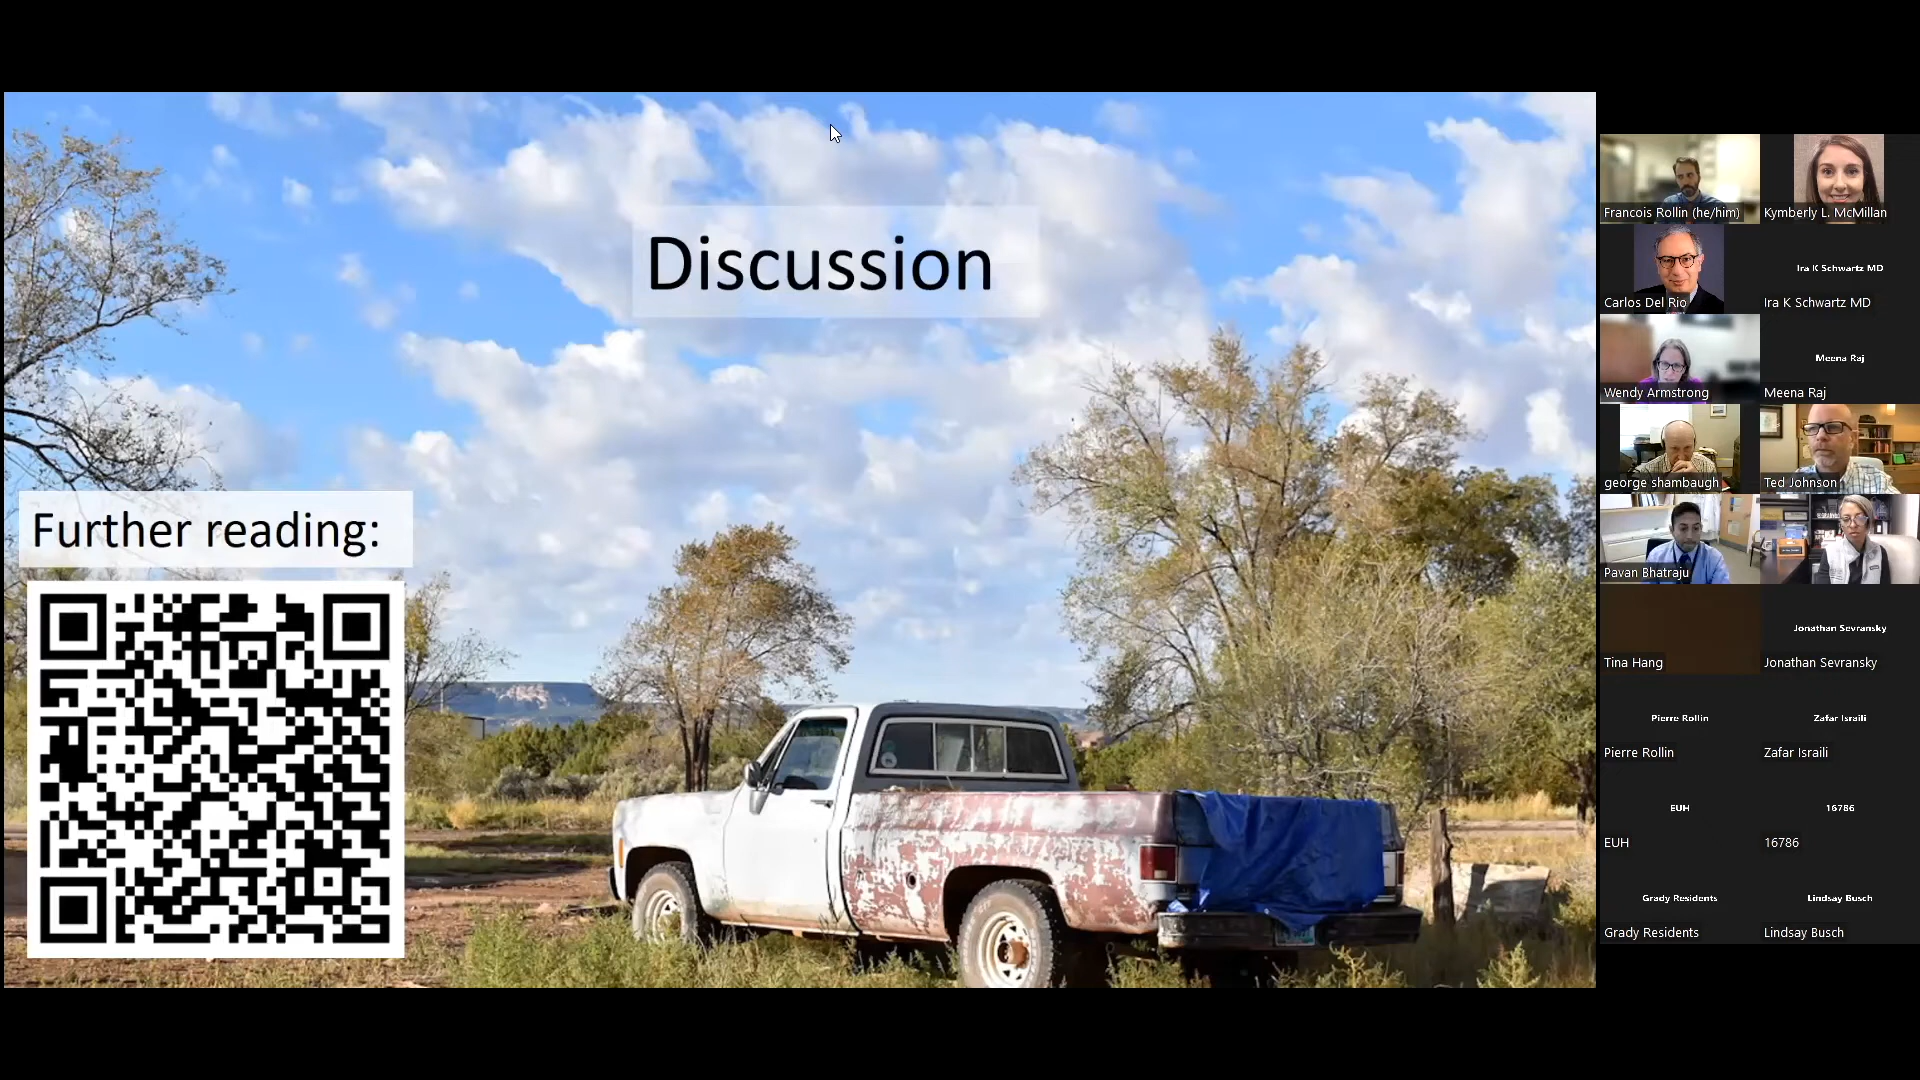 Discussion
Further reading:
Francois Rollin (he/him)
Kymberly L. McMillan
Carlos Del Rio
Ira K Schwartz MD
Ira K Schwartz MD
Wendy Armstrong
Meena Raj
Meena Raj
george shambaugh
Ted Johnson
Pavan Bhatraju
Tina Hang
Jonathan Sevransky
Jonathan Sevransky
Pierre Rollin
Pierre Rollin
Zafar Israili
Zafar Israili
EUH
EUH
16786
16786
Grady Residents
Grady Residents
Lindsay Busch
Lindsay Busch